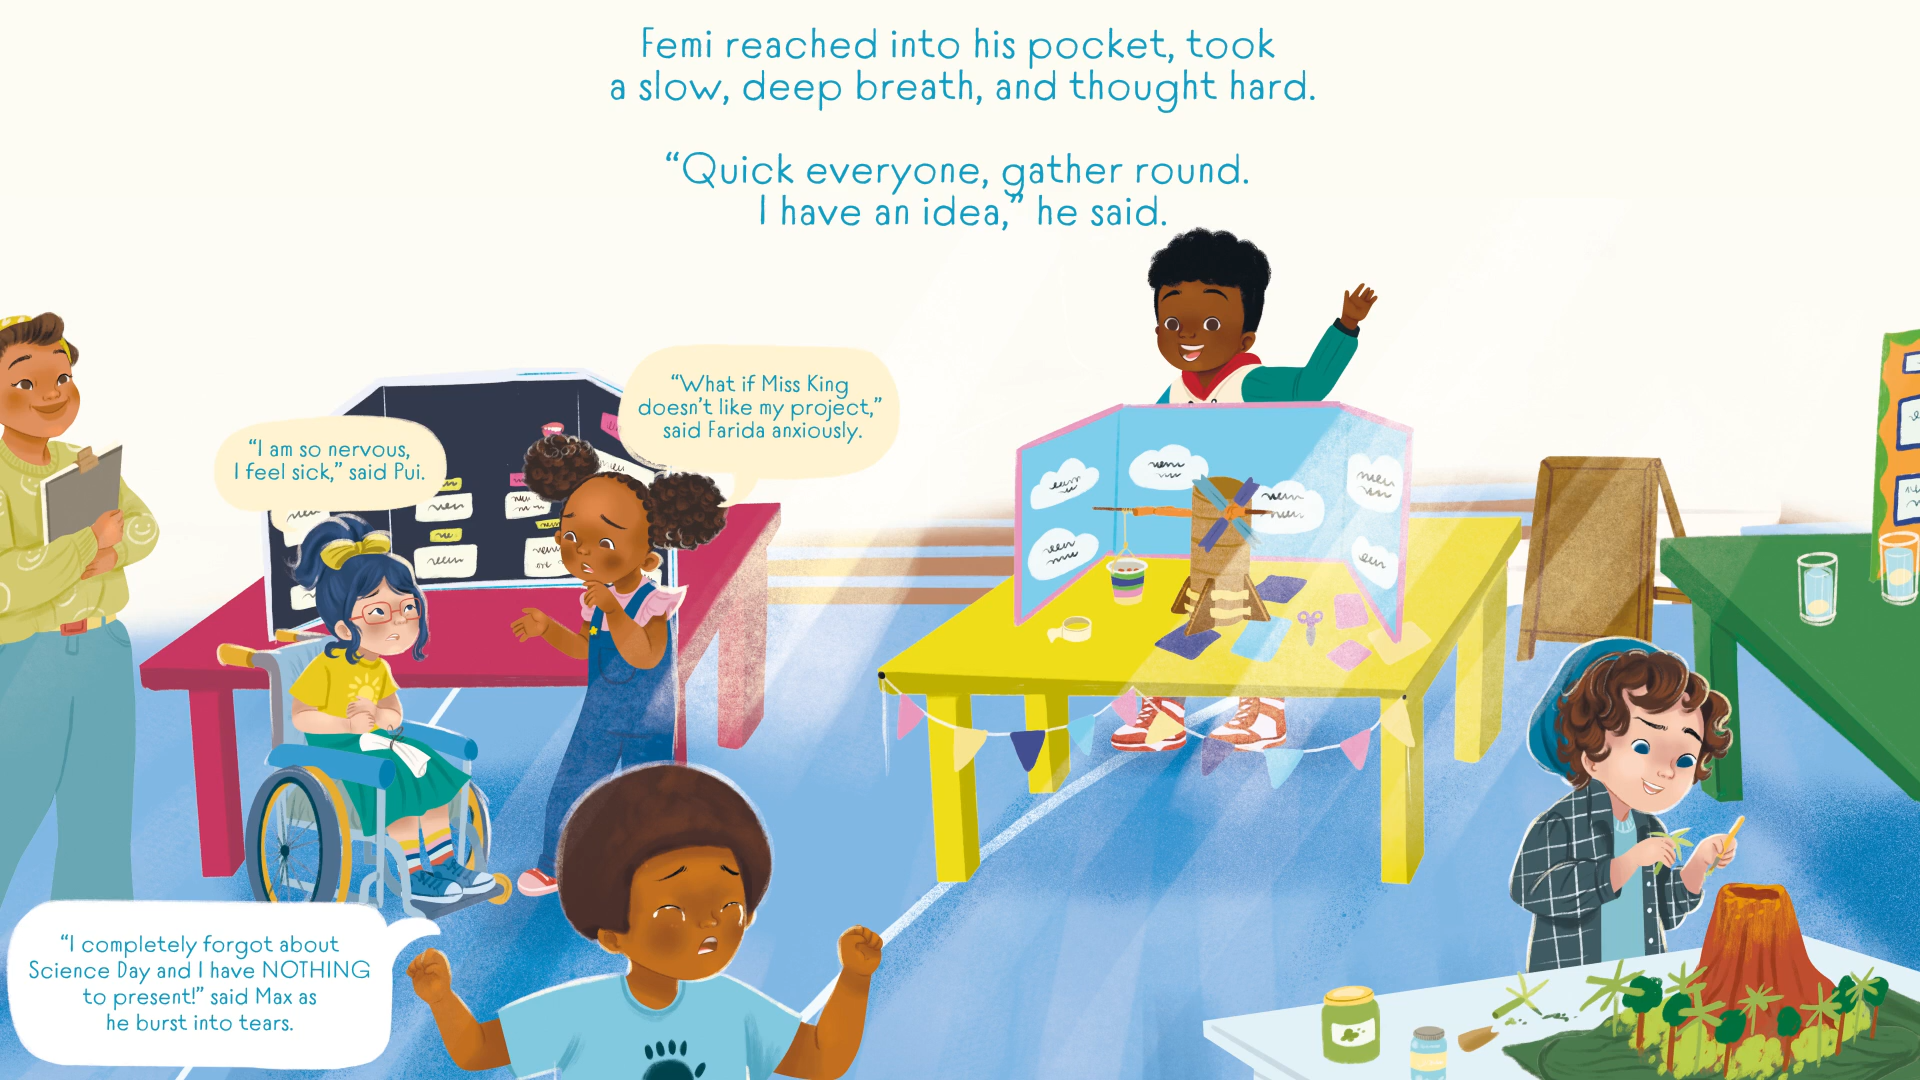 Femi reached into his pocket, took
a slow, deep breath, and thought hard.
“Quick everyone, gather round.
I have an idea,” he said.
“What if Miss King
doesn’t like my project,”
said Farida anxiously.
“I am so nervous,
I feel sick,” said Pui.
“I completely forgot about
Science Day and I have NOTHING
to present!” said Max as
he burst into tears.